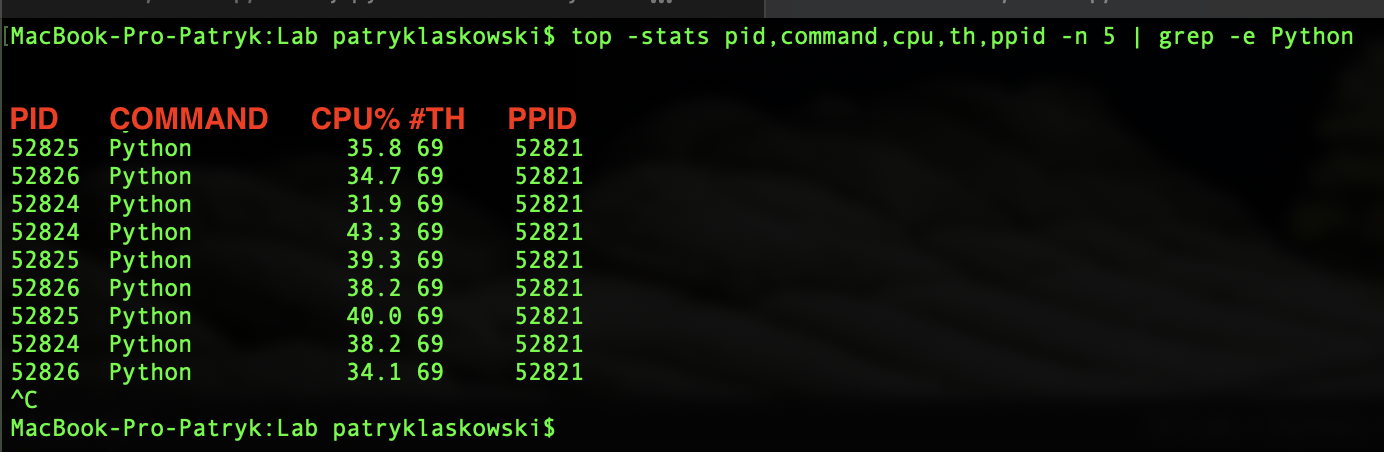 [MacBook-Pro-Patryk:Lab patryklaskowski$ top -stats pid,command,cpu,th,ppid -n 5 | grep -e Python
PID COMMAND CPU% #TH PPID
52825 Python 35.8 69 52821
52826 Python 34.7 69 52821
52824 Python 31.9 69 52821
52824 Python 43.3 69 52821
52825 Python 39.3 69 52821
52826 Python 38.2 69 52821
52825 Python 40.0 69 52821
52824 Python 38.2 69 52821
52826 Python 34.1 69 52821
^C
MacBook-Pro-Patryk:Lab patryklaskowski$